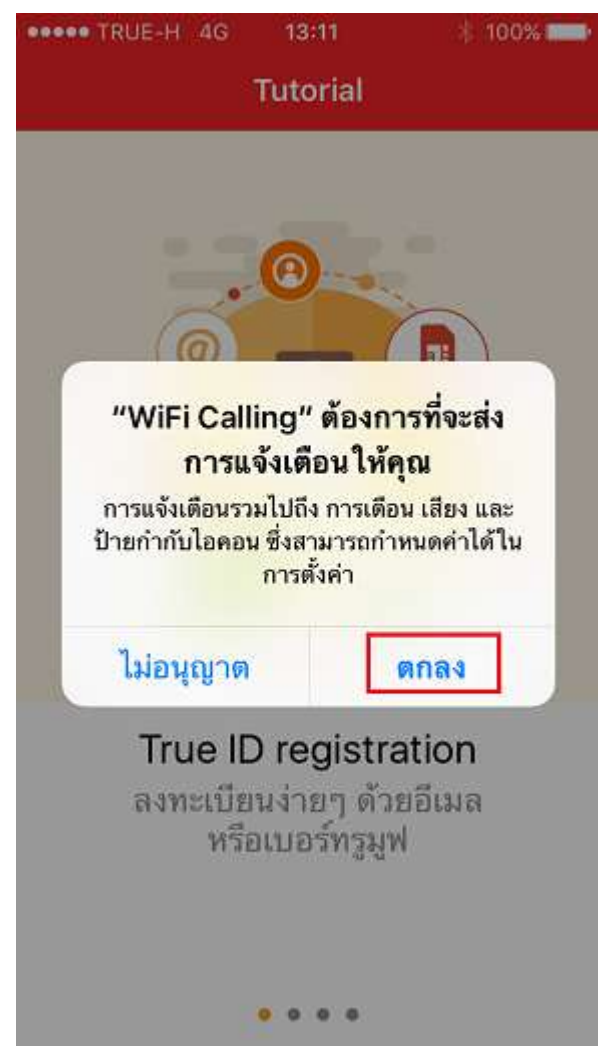 TRUE-H 4G 13:11 100%
Tutorial
@
"WiFi Calling" ต้องการที่จะส่ง
การแจ้งเตือนให้คุณ
การแจ้งเตือนรวมไปถึง การเตือน เสียง และ
ป้ายกำกับไอคอน ซึ่งสามารถกำหนดค่าได้ใน
การตั้งค่า
ไม่อนุญาต ตกลง
True ID registration
ลงทะเบียนง่ายๆ ด้วยอีเมล
หรือเบอร์ทรูมูฟ